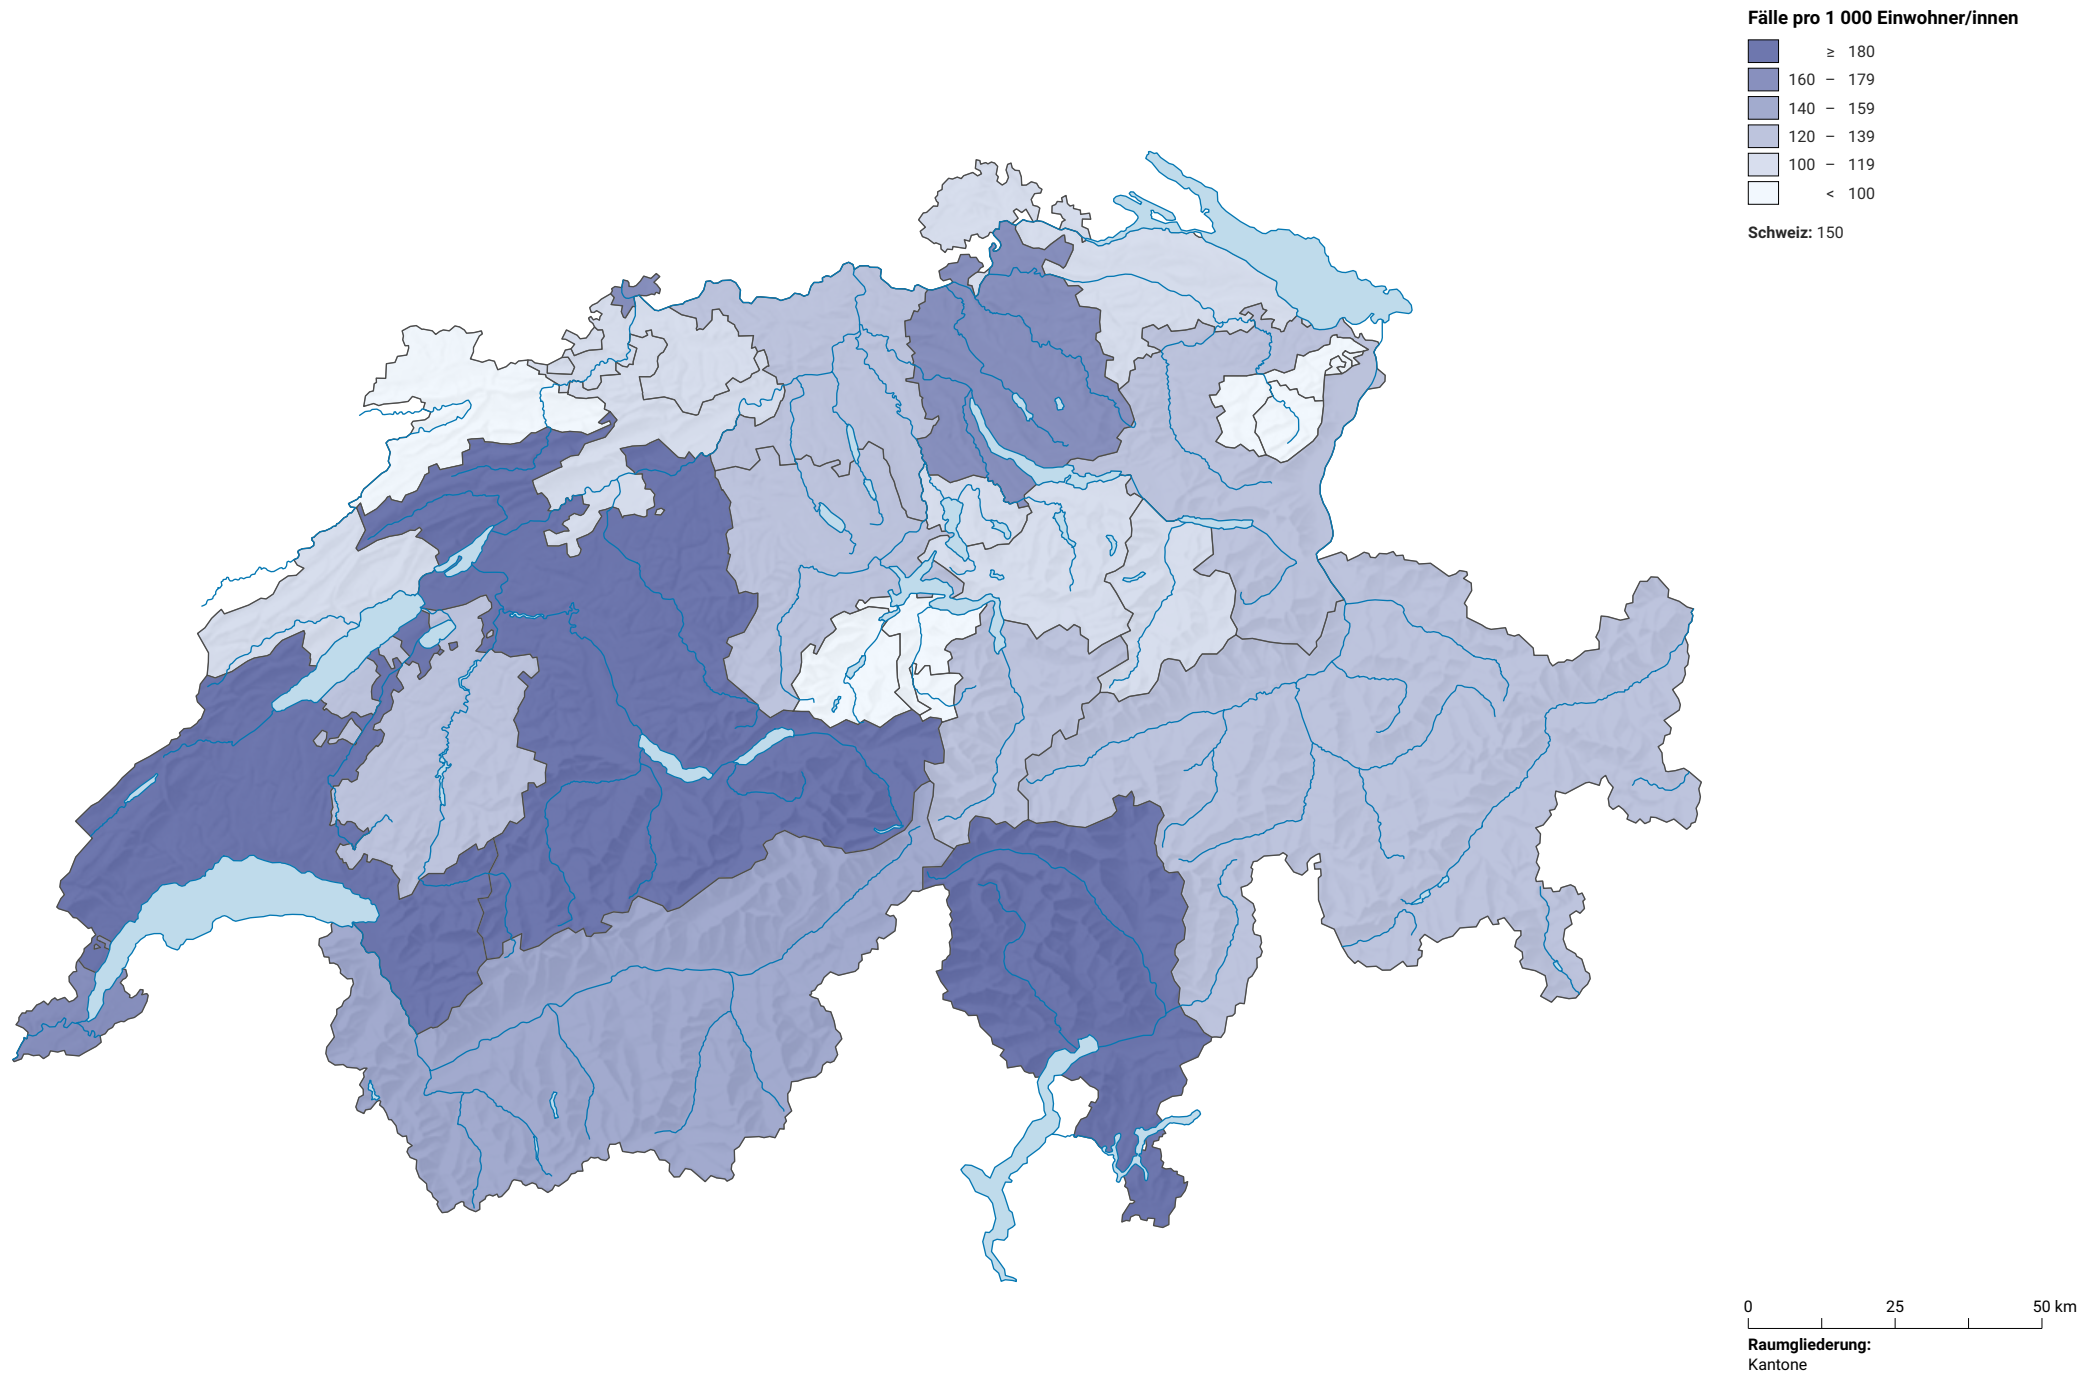 Fälle pro 1 000 Einwohner/innen
≥ 180
160 – 179
140 – 159
120 – 139
100 – 119
< 100
Schweiz: 150
0 25 50 km
Raumgliederung:
Kantone